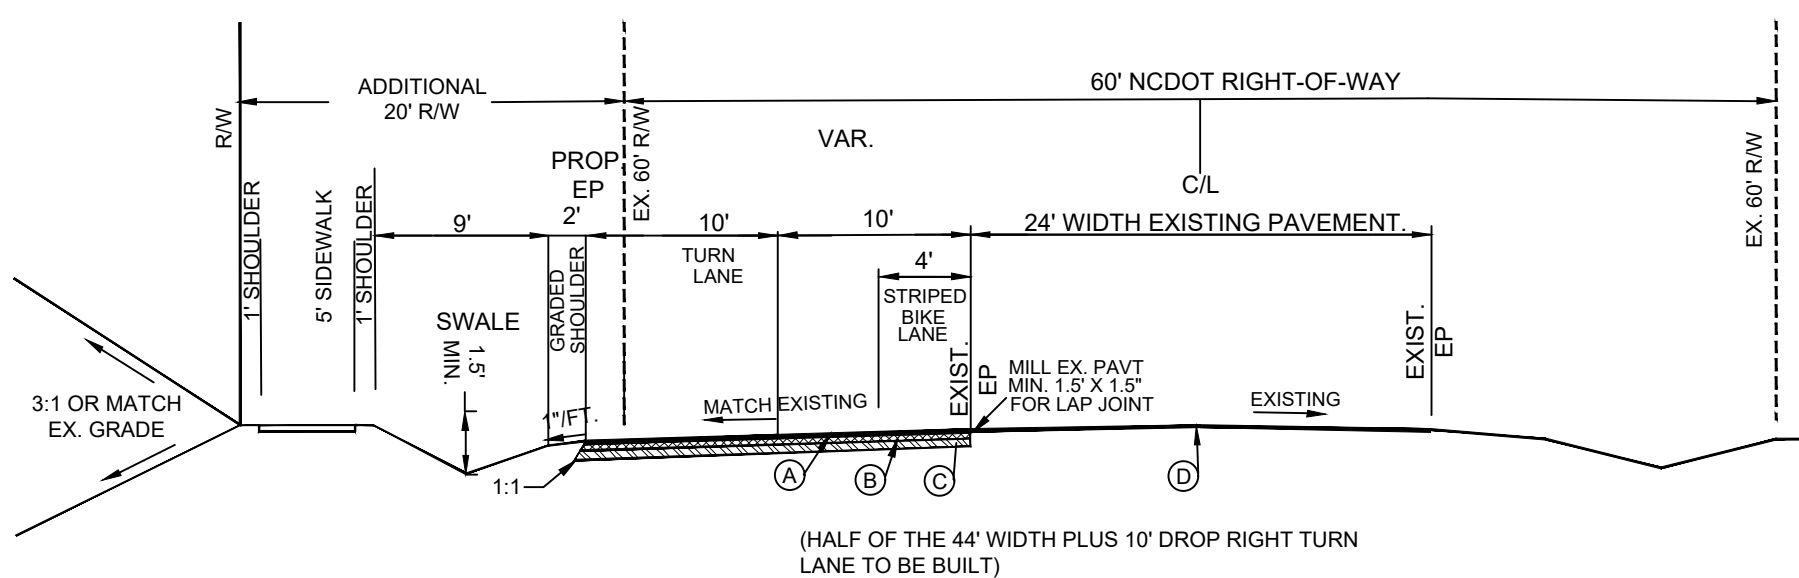 ADDITIONAL
20' R/W
60' NCDOT RIGHT-OF-WAY
R/W
EX. 60' R/W
VAR.
PROP.
EP
C/L
EX. 60' R/W
1' SHOULDER
5' SIDEWALK
1' SHOULDER
9'
2'
10'
10'
24' WIDTH EXISTING PAVEMENT.
TURN
LANE
4'
STRIPED
BIKE
LANE
GRADED
SHOULDER
SWALE
1.5'
MIN.
EXIST.
EP
EXIST.
EP
MILL EX. PAVT
MIN. 1.5' X 1.5"
FOR LAP JOINT
3:1 OR MATCH
EX. GRADE
1"/FT.
MATCH EXISTING
EXISTING
1:1
A
B
C
D
(HALF OF THE 44' WIDTH PLUS 10' DROP RIGHT TURN
LANE TO BE BUILT)